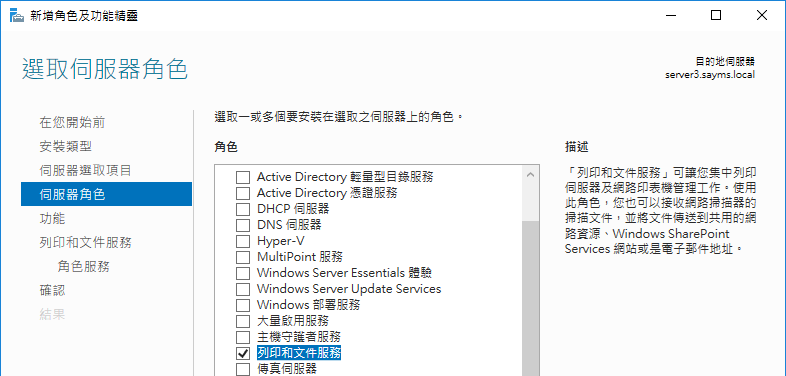 新增角色及功能精靈
選取伺服器角色
目的地伺服器
server3.sayms.local
在您開始前
安裝類型
伺服器選取項目
伺服器角色
功能
列印和文件服務
角色服務
確認
結果
選取一或多個要安裝在選取之伺服器上的角色。
角色
Active Directory 輕量型目錄服務
Active Directory 憑證服務
DHCP 伺服器
DNS 伺服器
Hyper-V
MultiPoint 服務
Windows Server Essentials 體驗
Windows Server Update Services
Windows 部署服務
大量啟用服務
主機守護者服務
列印和文件服務
傳真伺服器
描述
「列印和文件服務」可讓您集中列印
伺服器及網路印表機管理工作。使用
此角色，您也可以接收網路掃描器的
掃描文件，並將文件傳送到共用的網
路資源、Windows SharePoint
Services 網站或是電子郵件地址。